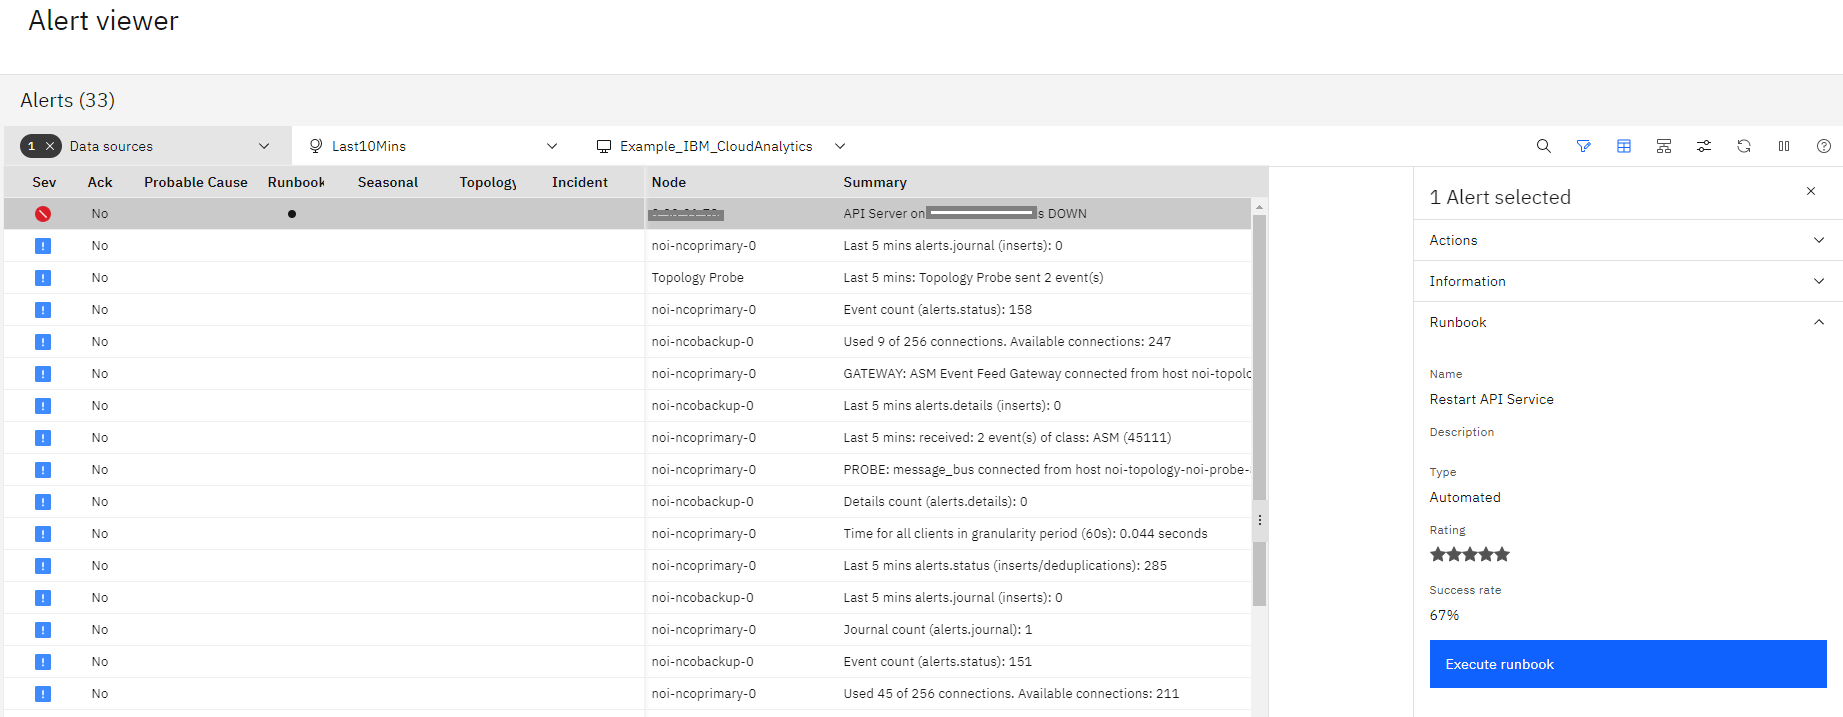 Alert viewer
Alerts (33)
1 Data sources Last10Mins Example_IBM_CloudAnalytics
Sev Ack Probable Cause Runbook Seasonal Topology Incident Node Summary
No API Server on s DOWN
No noi-ncoprimary-0 Last 5 mins alerts.journal (inserts): 0
No Topology Probe Last 5 mins: Topology Probe sent 2 event(s)
No noi-ncoprimary-0 Event count (alerts.status): 158
No noi-ncobackup-0 Used 9 of 256 connections. Available connections: 247
No noi-ncoprimary-0 GATEWAY: ASM Event Feed Gateway connected from host noi-topolo
No noi-ncobackup-0 Last 5 mins alerts.details (inserts): 0
No noi-ncoprimary-0 Last 5 mins: received: 2 event(s) of class: ASM (45111)
No noi-ncoprimary-0 PROBE: message_bus connected from host noi-topology-noi-probe-
No noi-ncobackup-0 Details count (alerts.details): 0
No noi-ncoprimary-0 Time for all clients in granularity period (60s): 0.044 seconds
No noi-ncoprimary-0 Last 5 mins alerts.status (inserts/deduplications): 285
No noi-ncobackup-0 Last 5 mins alerts.journal (inserts): 0
No noi-ncoprimary-0 Journal count (alerts.journal): 1
No noi-ncobackup-0 Event count (alerts.status): 151
No noi-ncoprimary-0 Used 45 of 256 connections. Available connections: 211
1 Alert selected
Actions
Information
Runbook
Name
Restart API Service
Description
Type
Automated
Rating
Success rate
67%
Execute runbook